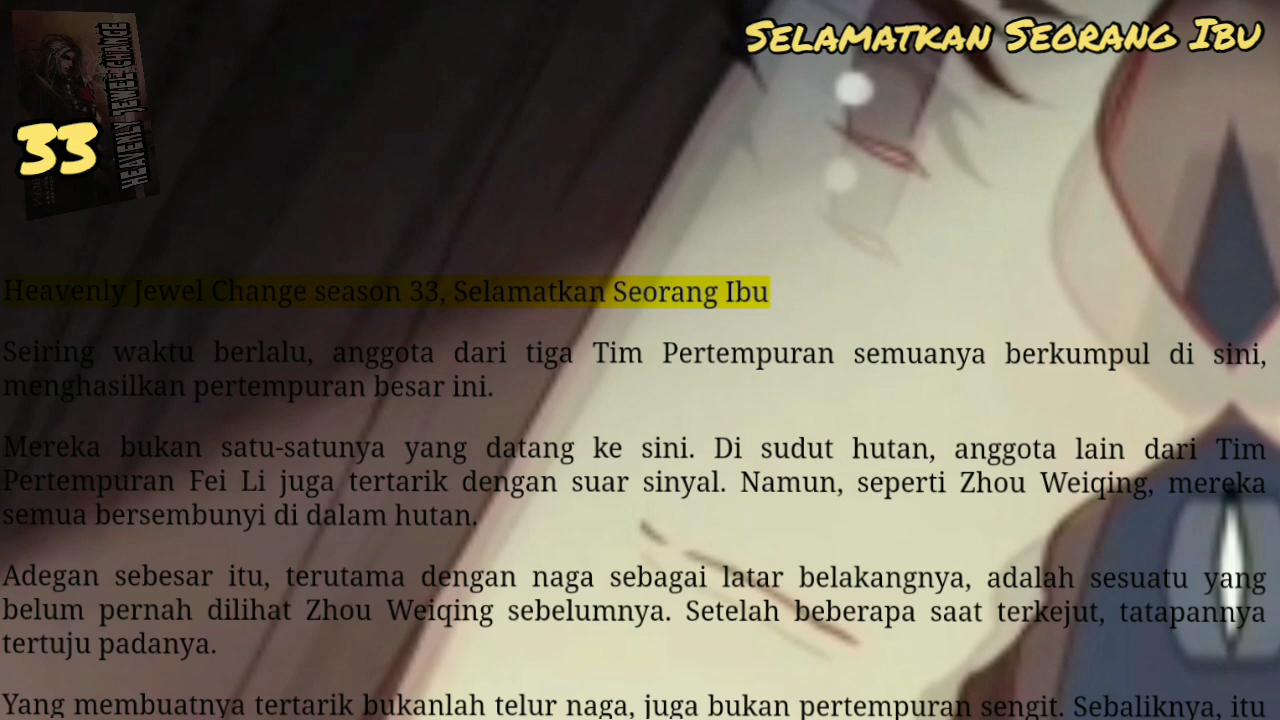 Selamatkan Seorang Ibu
HEAVENLY JEWEL CHANGE
33
Heavenly Jewel Change season 33, Selamatkan Seorang Ibu
Seiring waktu berlalu, anggota dari tiga Tim Pertempuran semuanya berkumpul di sini,
menghasilkan pertempuran besar ini.
Mereka bukan satu-satunya yang datang ke sini. Di sudut hutan, anggota lain dari Tim
Pertempuran Fei Li juga tertarik dengan suar sinyal. Namun, seperti Zhou Weiqing, mereka
semua bersembunyi di dalam hutan.
Adegan sebesar itu, terutama dengan naga sebagai latar belakangnya, adalah sesuatu yang
belum pernah dilihat Zhou Weiqing sebelumnya. Setelah beberapa saat terkejut, tatapannya
tertuju padanya.
Yang membuatnya tertarik bukanlah telur naga, juga bukan pertempuran sengit. Sebaliknya, itu